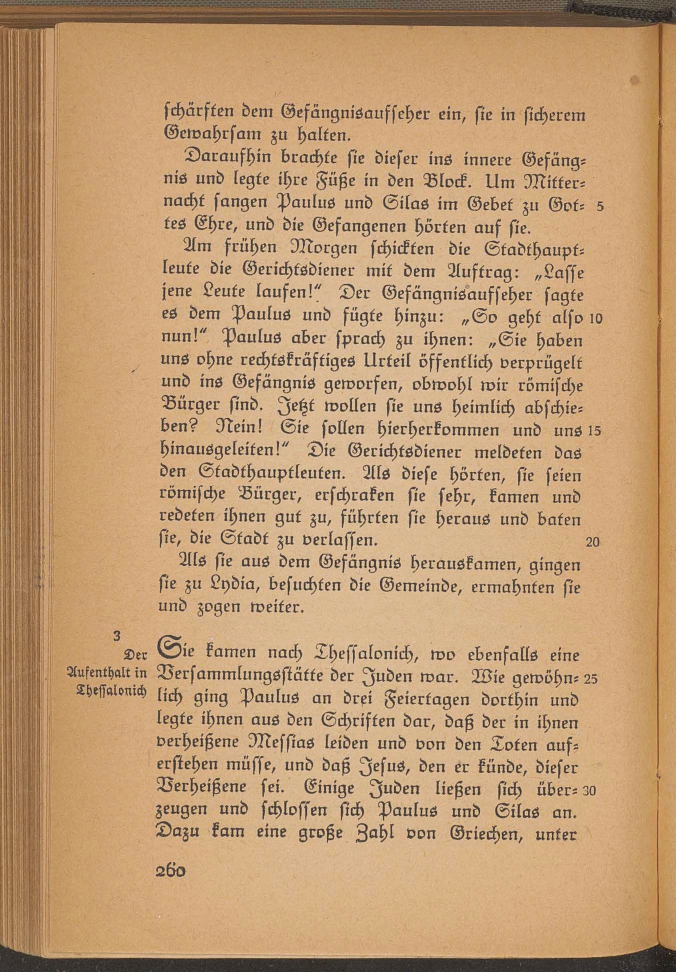 schärften dem Gefängnisaufseher ein, sie in sicherem
Gewahrsam zu halten.
Daraufhin brachte sie dieser ins innere Gefäng-
nis und legte ihre Füße in den Block. Um Mitter-
nacht sangen Paulus und Silas im Gebet zu Got- 5
tes Ehre, und die Gefangenen hörten auf sie.
Am frühen Morgen schickten die Stadthaupt-
leute die Gerichtsdiener mit dem Auftrag: „Lasse
jene Leute laufen!“ Der Gefängnisaufseher sagte
es dem Paulus und fügte hinzu: „So geht also 10
nun!“ Paulus aber sprach zu ihnen: „Sie haben
uns ohne rechtskräftiges Urteil öffentlich verprügelt
und ins Gefängnis geworfen, obwohl wir römische
Bürger sind. Jetzt wollen sie uns heimlich abschie-
ben? Nein! Sie sollen hierherkommen und uns 15
hinausgeleiten!“ Die Gerichtsdiener meldeten das
den Stadthauptleuten. Als diese hörten, sie seien
römische Bürger, erschraken sie sehr, kamen und
redeten ihnen gut zu, führten sie heraus und baten
sie, die Stadt zu verlassen. 20
Als sie aus dem Gefängnis herauskamen, gingen
sie zu Lydia, besuchten die Gemeinde, ermahnten sie
und zogen weiter.
3
Der
Aufenthalt in
Thessalonich
Sie kamen nach Thessalonich, wo ebenfalls eine
Versammlungsstätte der Juden war. Wie gewöhn- 25
lich ging Paulus an drei Feiertagen dorthin und
legte ihnen aus den Schriften dar, daß der in ihnen
verheißene Messias leiden und von den Toten auf-
erstehen müsse, und daß Jesus, den er künde, dieser
Verheißene sei. Einige Juden ließen sich über- 30
zeugen und schlossen sich Paulus und Silas an.
Dazu kam eine große Zahl von Griechen, unter
260